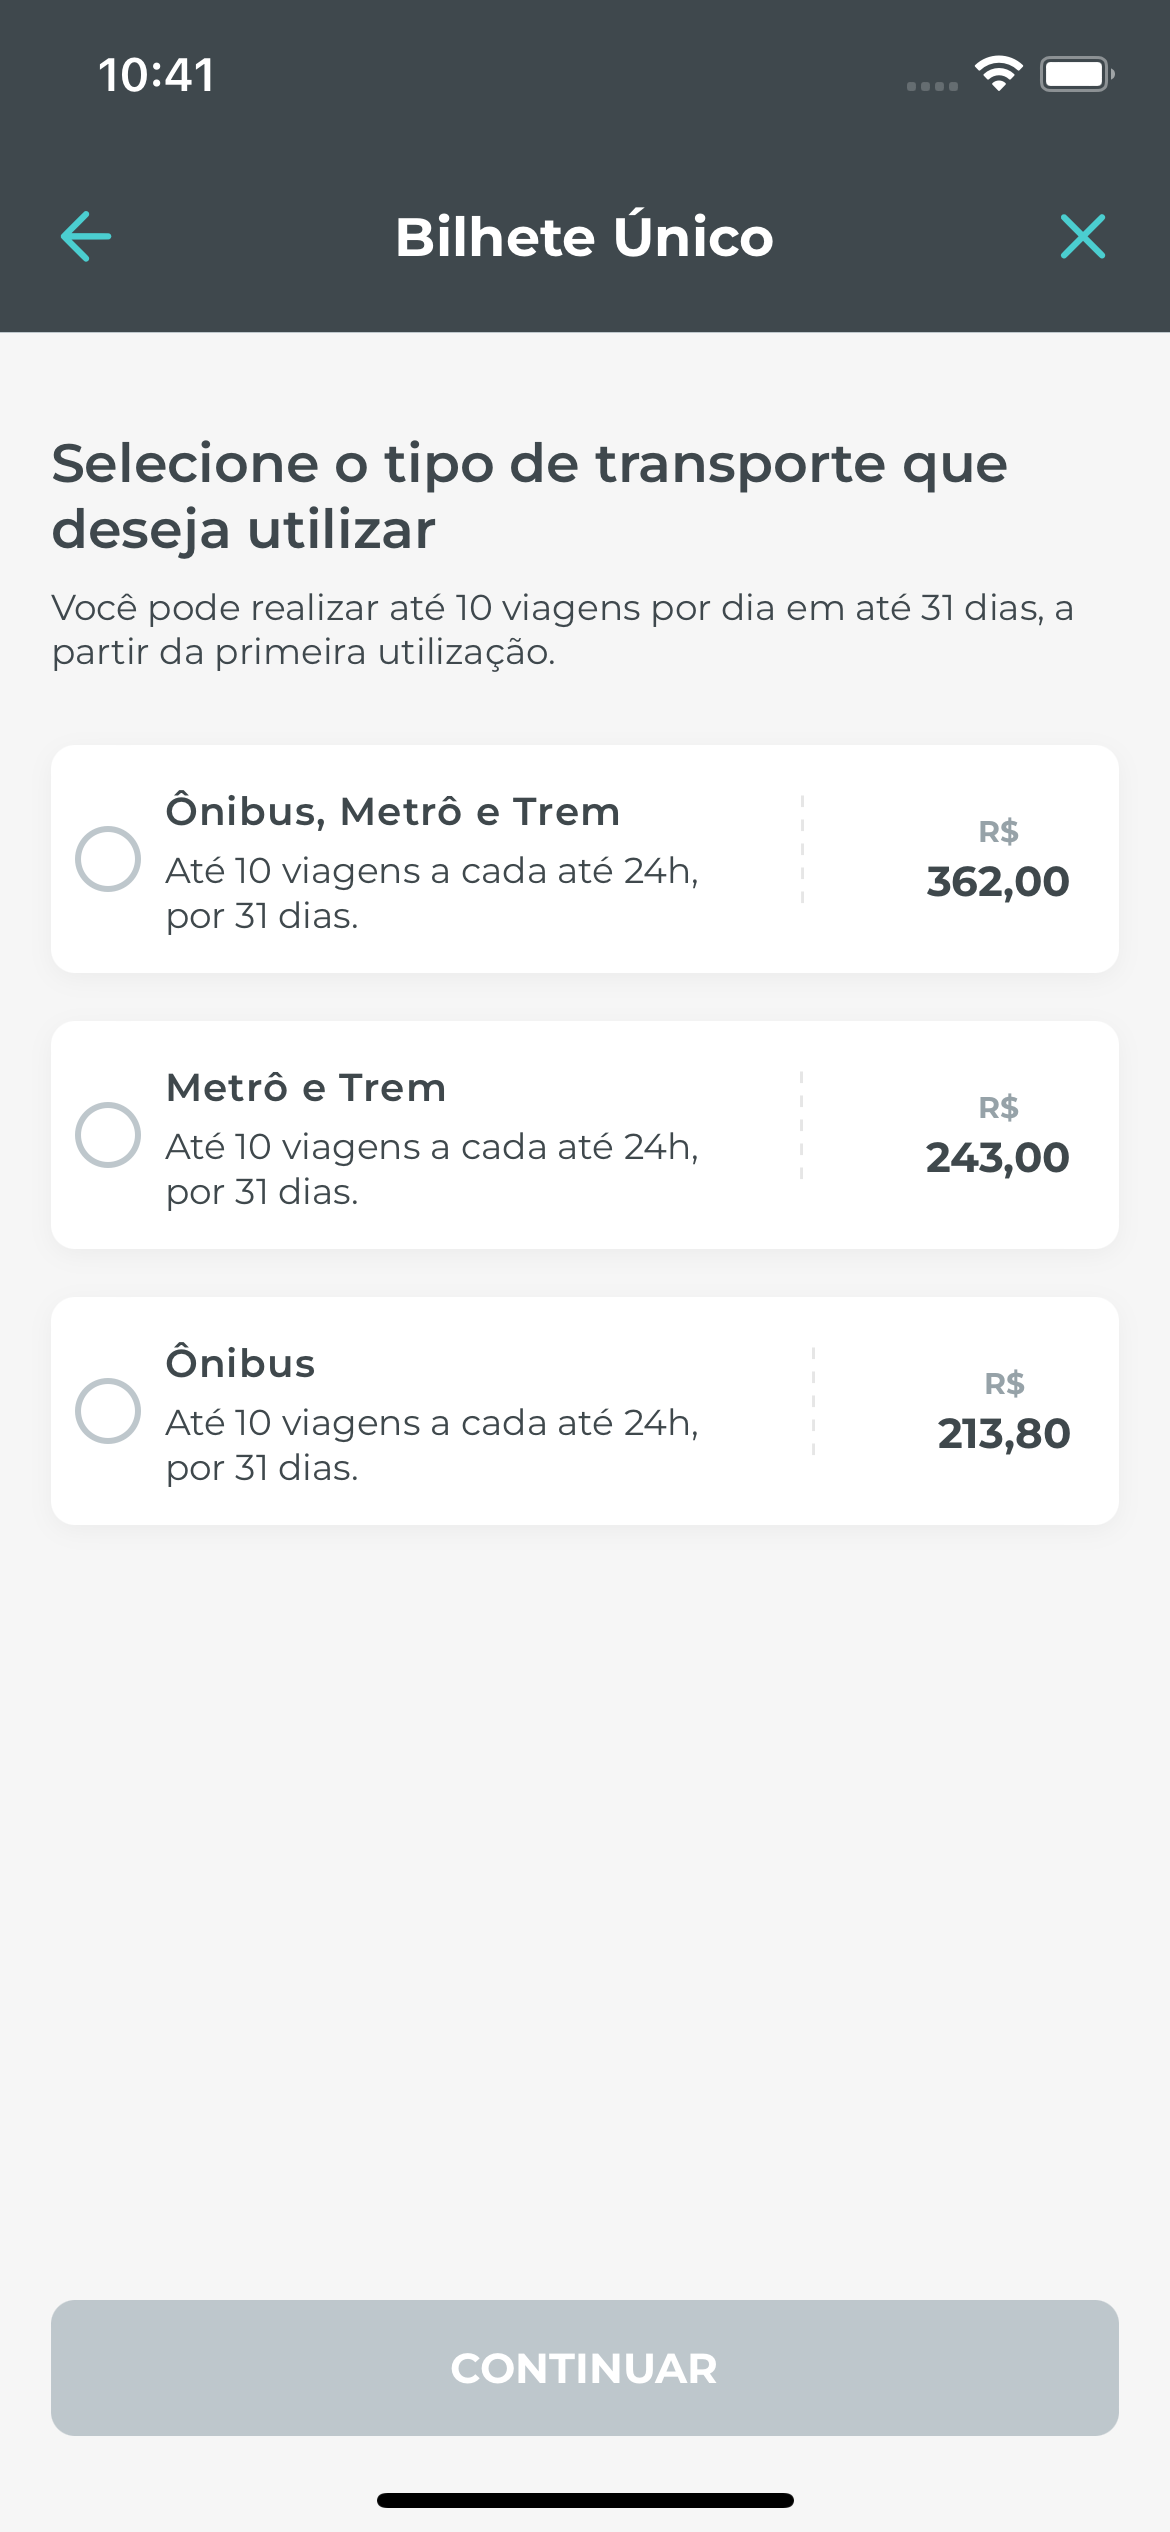 10:41
Bilhete Único
Selecione o tipo de transporte que
deseja utilizar
Você pode realizar até 10 viagens por dia em até 31 dias, a
partir da primeira utilização.
Ônibus, Metrô e Trem
Até 10 viagens a cada até 24h,
por 31 dias.
R$
362,00
Metrô e Trem
Até 10 viagens a cada até 24h,
por 31 dias.
R$
243,00
Ônibus
Até 10 viagens a cada até 24h,
por 31 dias.
R$
213,80
CONTINUAR